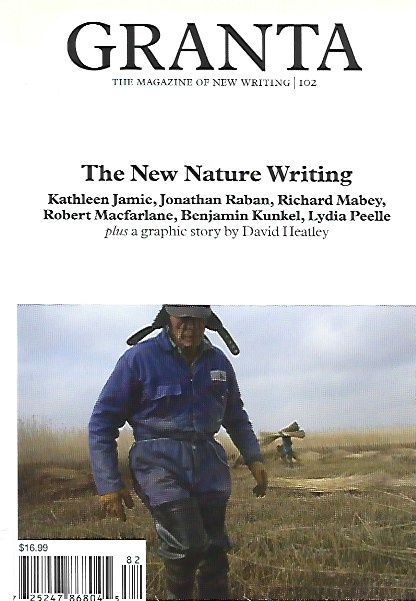 GRANTA
THE MAGAZINE OF NEW WRITING | 102
The New Nature Writing
Kathleen Jamie, Jonathan Raban, Richard Mabey,
Robert Macfarlane, Benjamin Kunkel, Lydia Peelle
plus a graphic story by David Heatley
$16.99
82
7 25247 86804 5